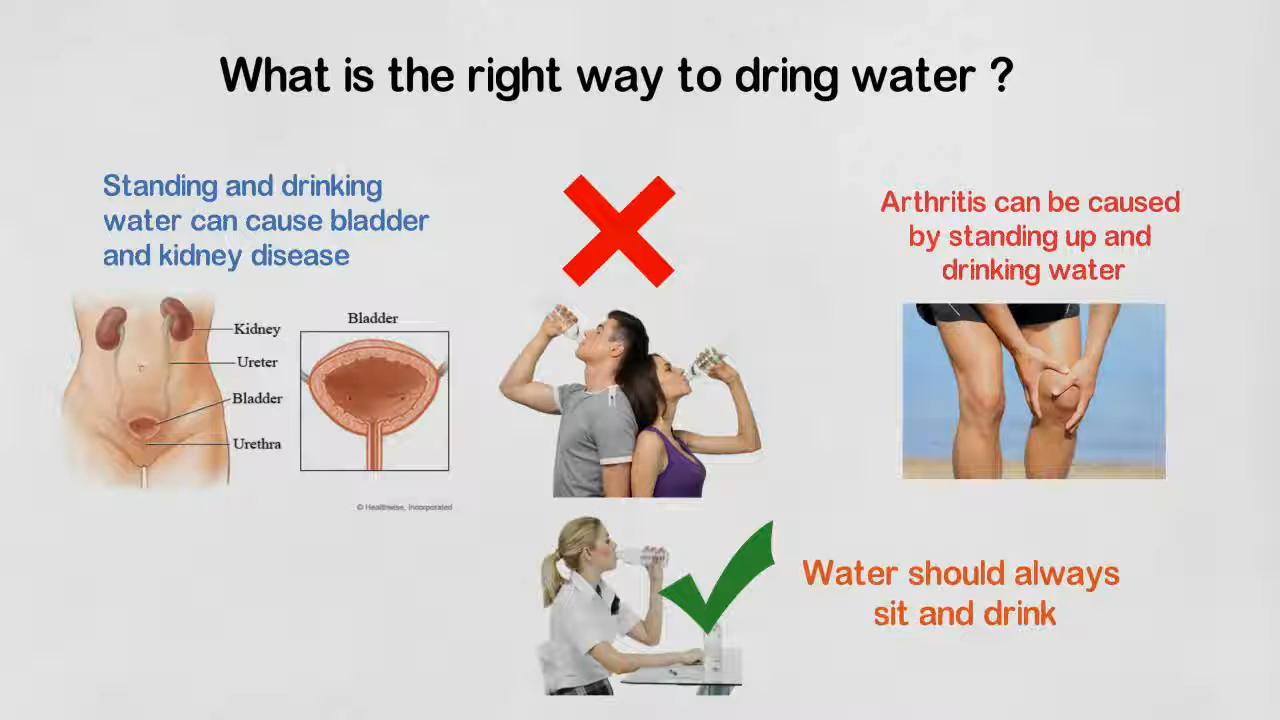 What is the right way to dring water ?
Standing and drinking
water can cause bladder
and kidney disease
Arthritis can be caused
by standing up and
drinking water
Kidney
Ureter
Bladder
Urethra
Bladder
© Healthwise, Incorporated
Water should always
sit and drink